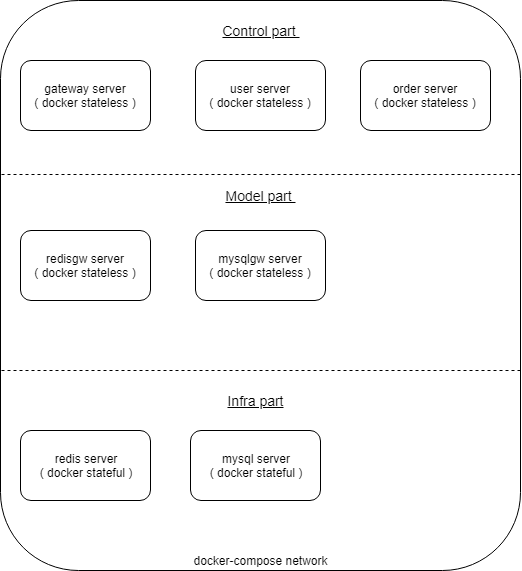 Control part
gateway server
( docker stateless )
user server
( docker stateless )
order server
( docker stateless )
Model part
redisgw server
( docker stateless )
mysqlgw server
( docker stateless )
Infra part
redis server
( docker stateful )
mysql server
( docker stateful )
docker-compose network